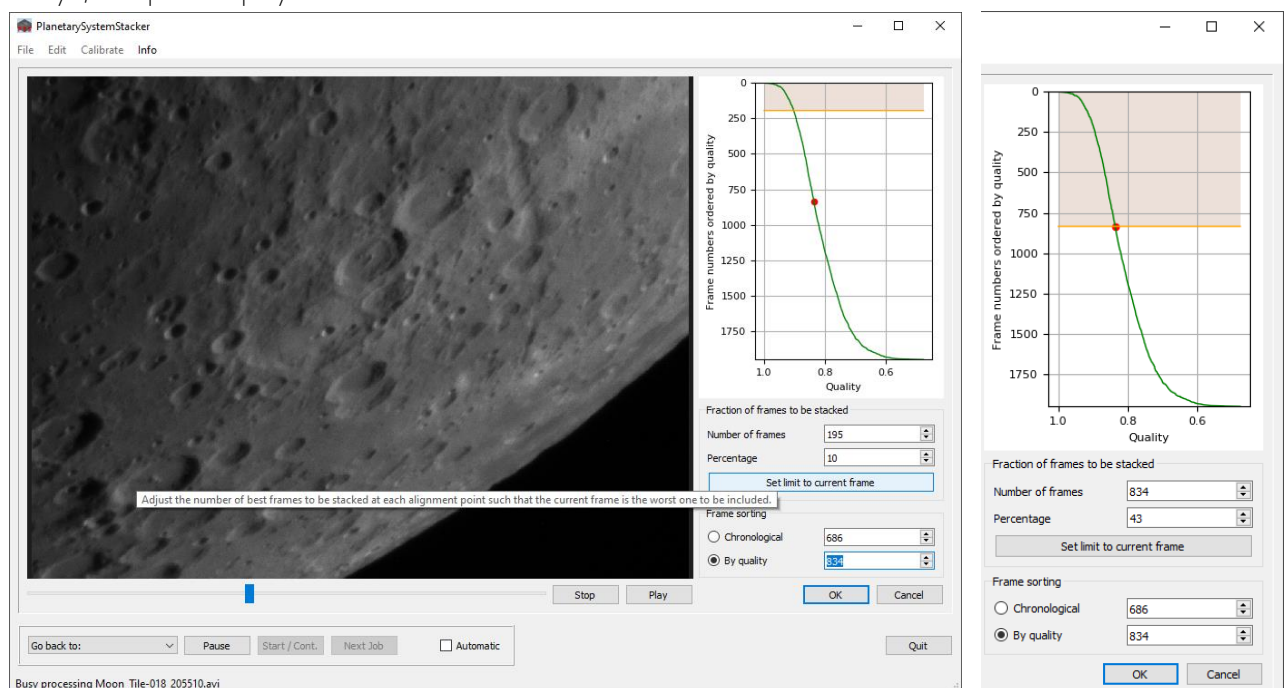 PlanetarySystemStacker
File Edit Calibrate Info
0
250
500
750
1000
1250
1500
1750
Frame numbers ordered by quality
1.0 0.8 0.6
Quality
Fraction of frames to be stacked
Number of frames 195
Percentage 10
Set limit to current frame
Adjust the number of best frames to be stacked at each alignment point such that the current frame is the worst one to be included.
Frame sorting
Chronological 686
By quality 834
Stop Play OK Cancel
Go back to: Pause Start / Cont. Next Job Automatic Quit
Busy processing Moon_Tile-018_205510.avi
0
250
500
750
1000
1250
1500
1750
Frame numbers ordered by quality
1.0 0.8 0.6
Quality
Fraction of frames to be stacked
Number of frames 834
Percentage 43
Set limit to current frame
Frame sorting
Chronological 686
By quality 834
OK Cancel